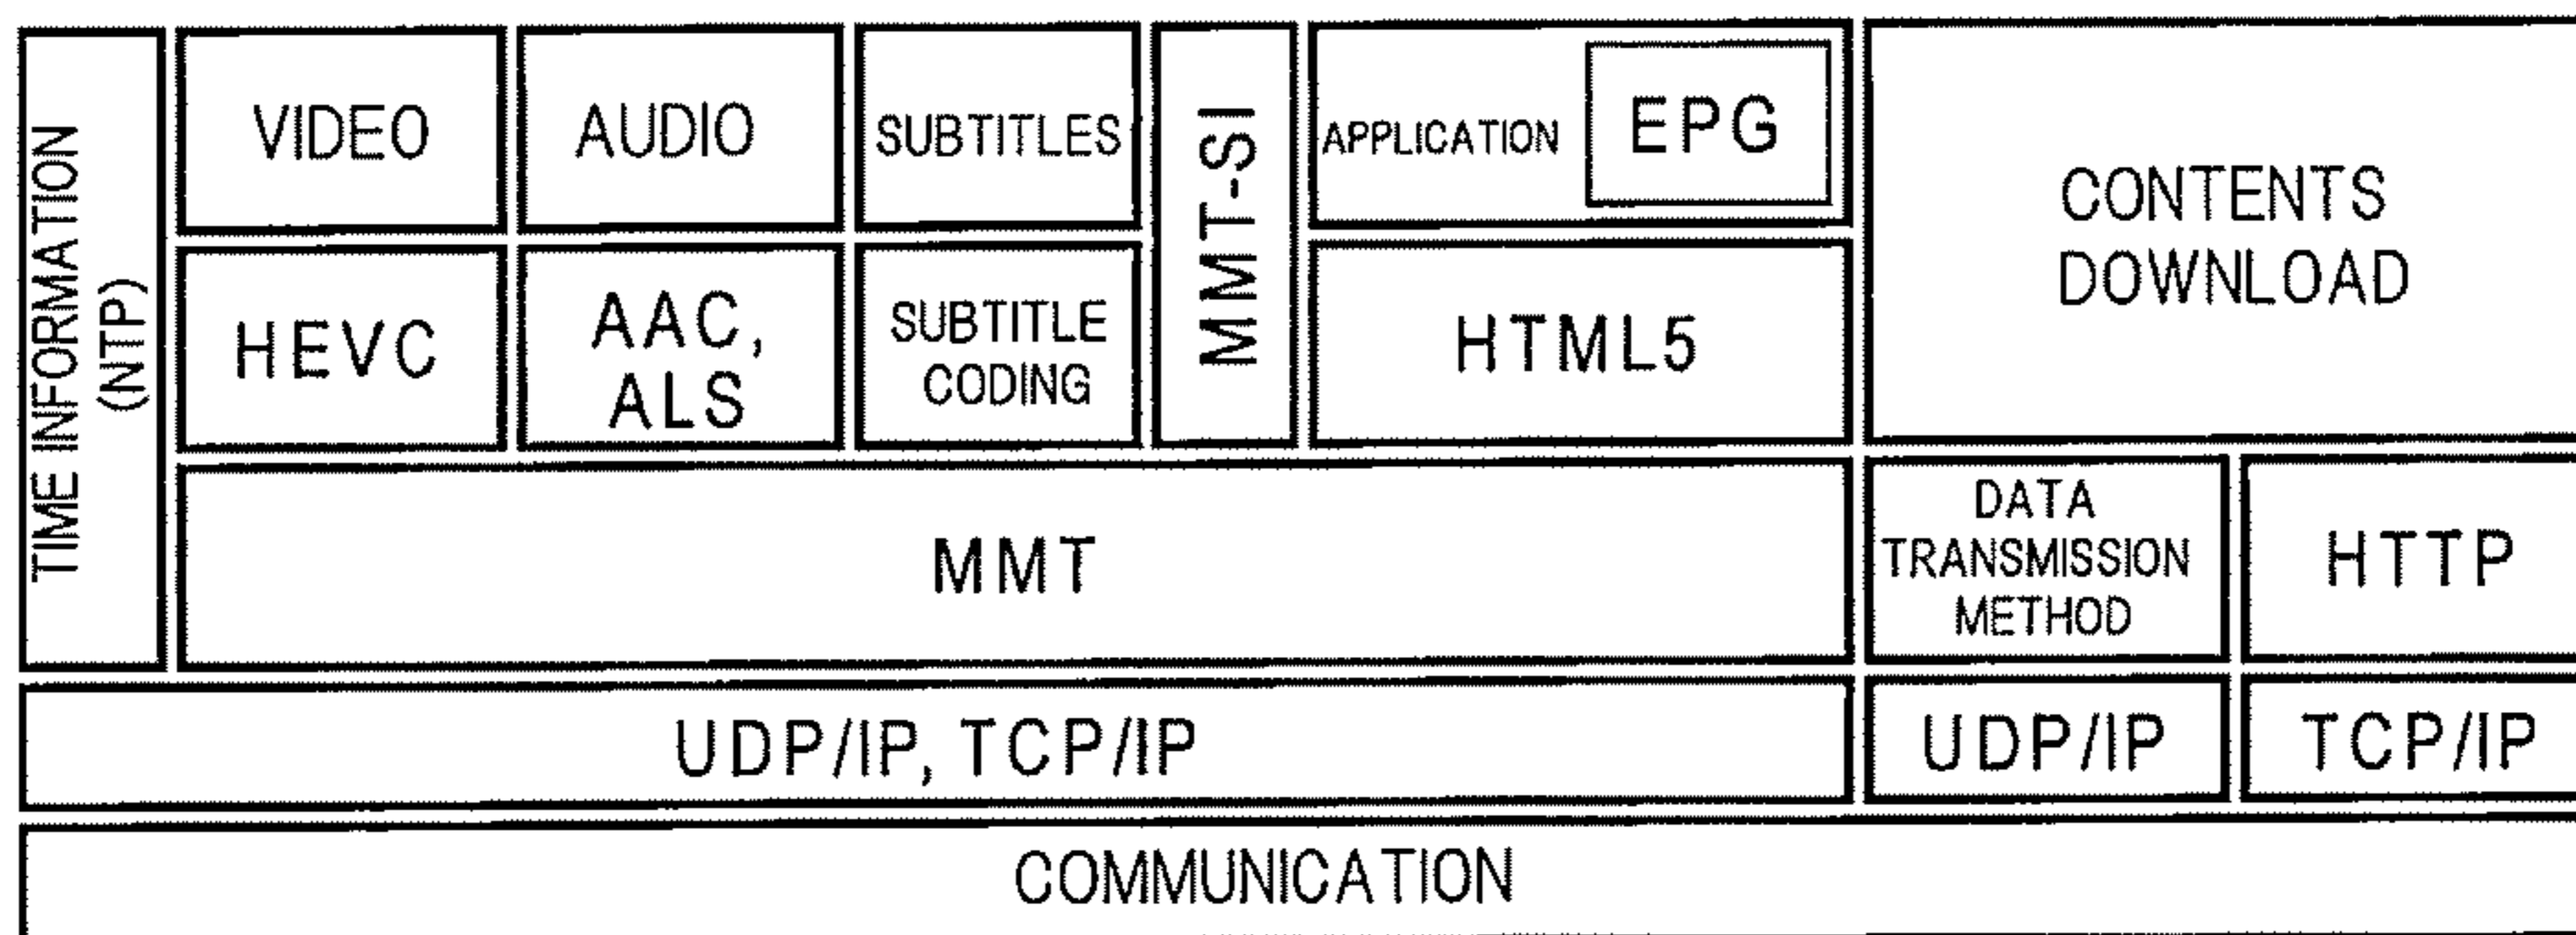 TIME INFORMATION
(NTP)
VIDEO
AUDIO
SUBTITLES
MMT-SI
APPLICATION
EPG
CONTENTS
DOWNLOAD
HEVC
AAC,
ALS
SUBTITLE
CODING
HTML5
MMT
DATA
TRANSMISSION
METHOD
HTTP
UDP/IP, TCP/IP
UDP/IP
TCP/IP
COMMUNICATION